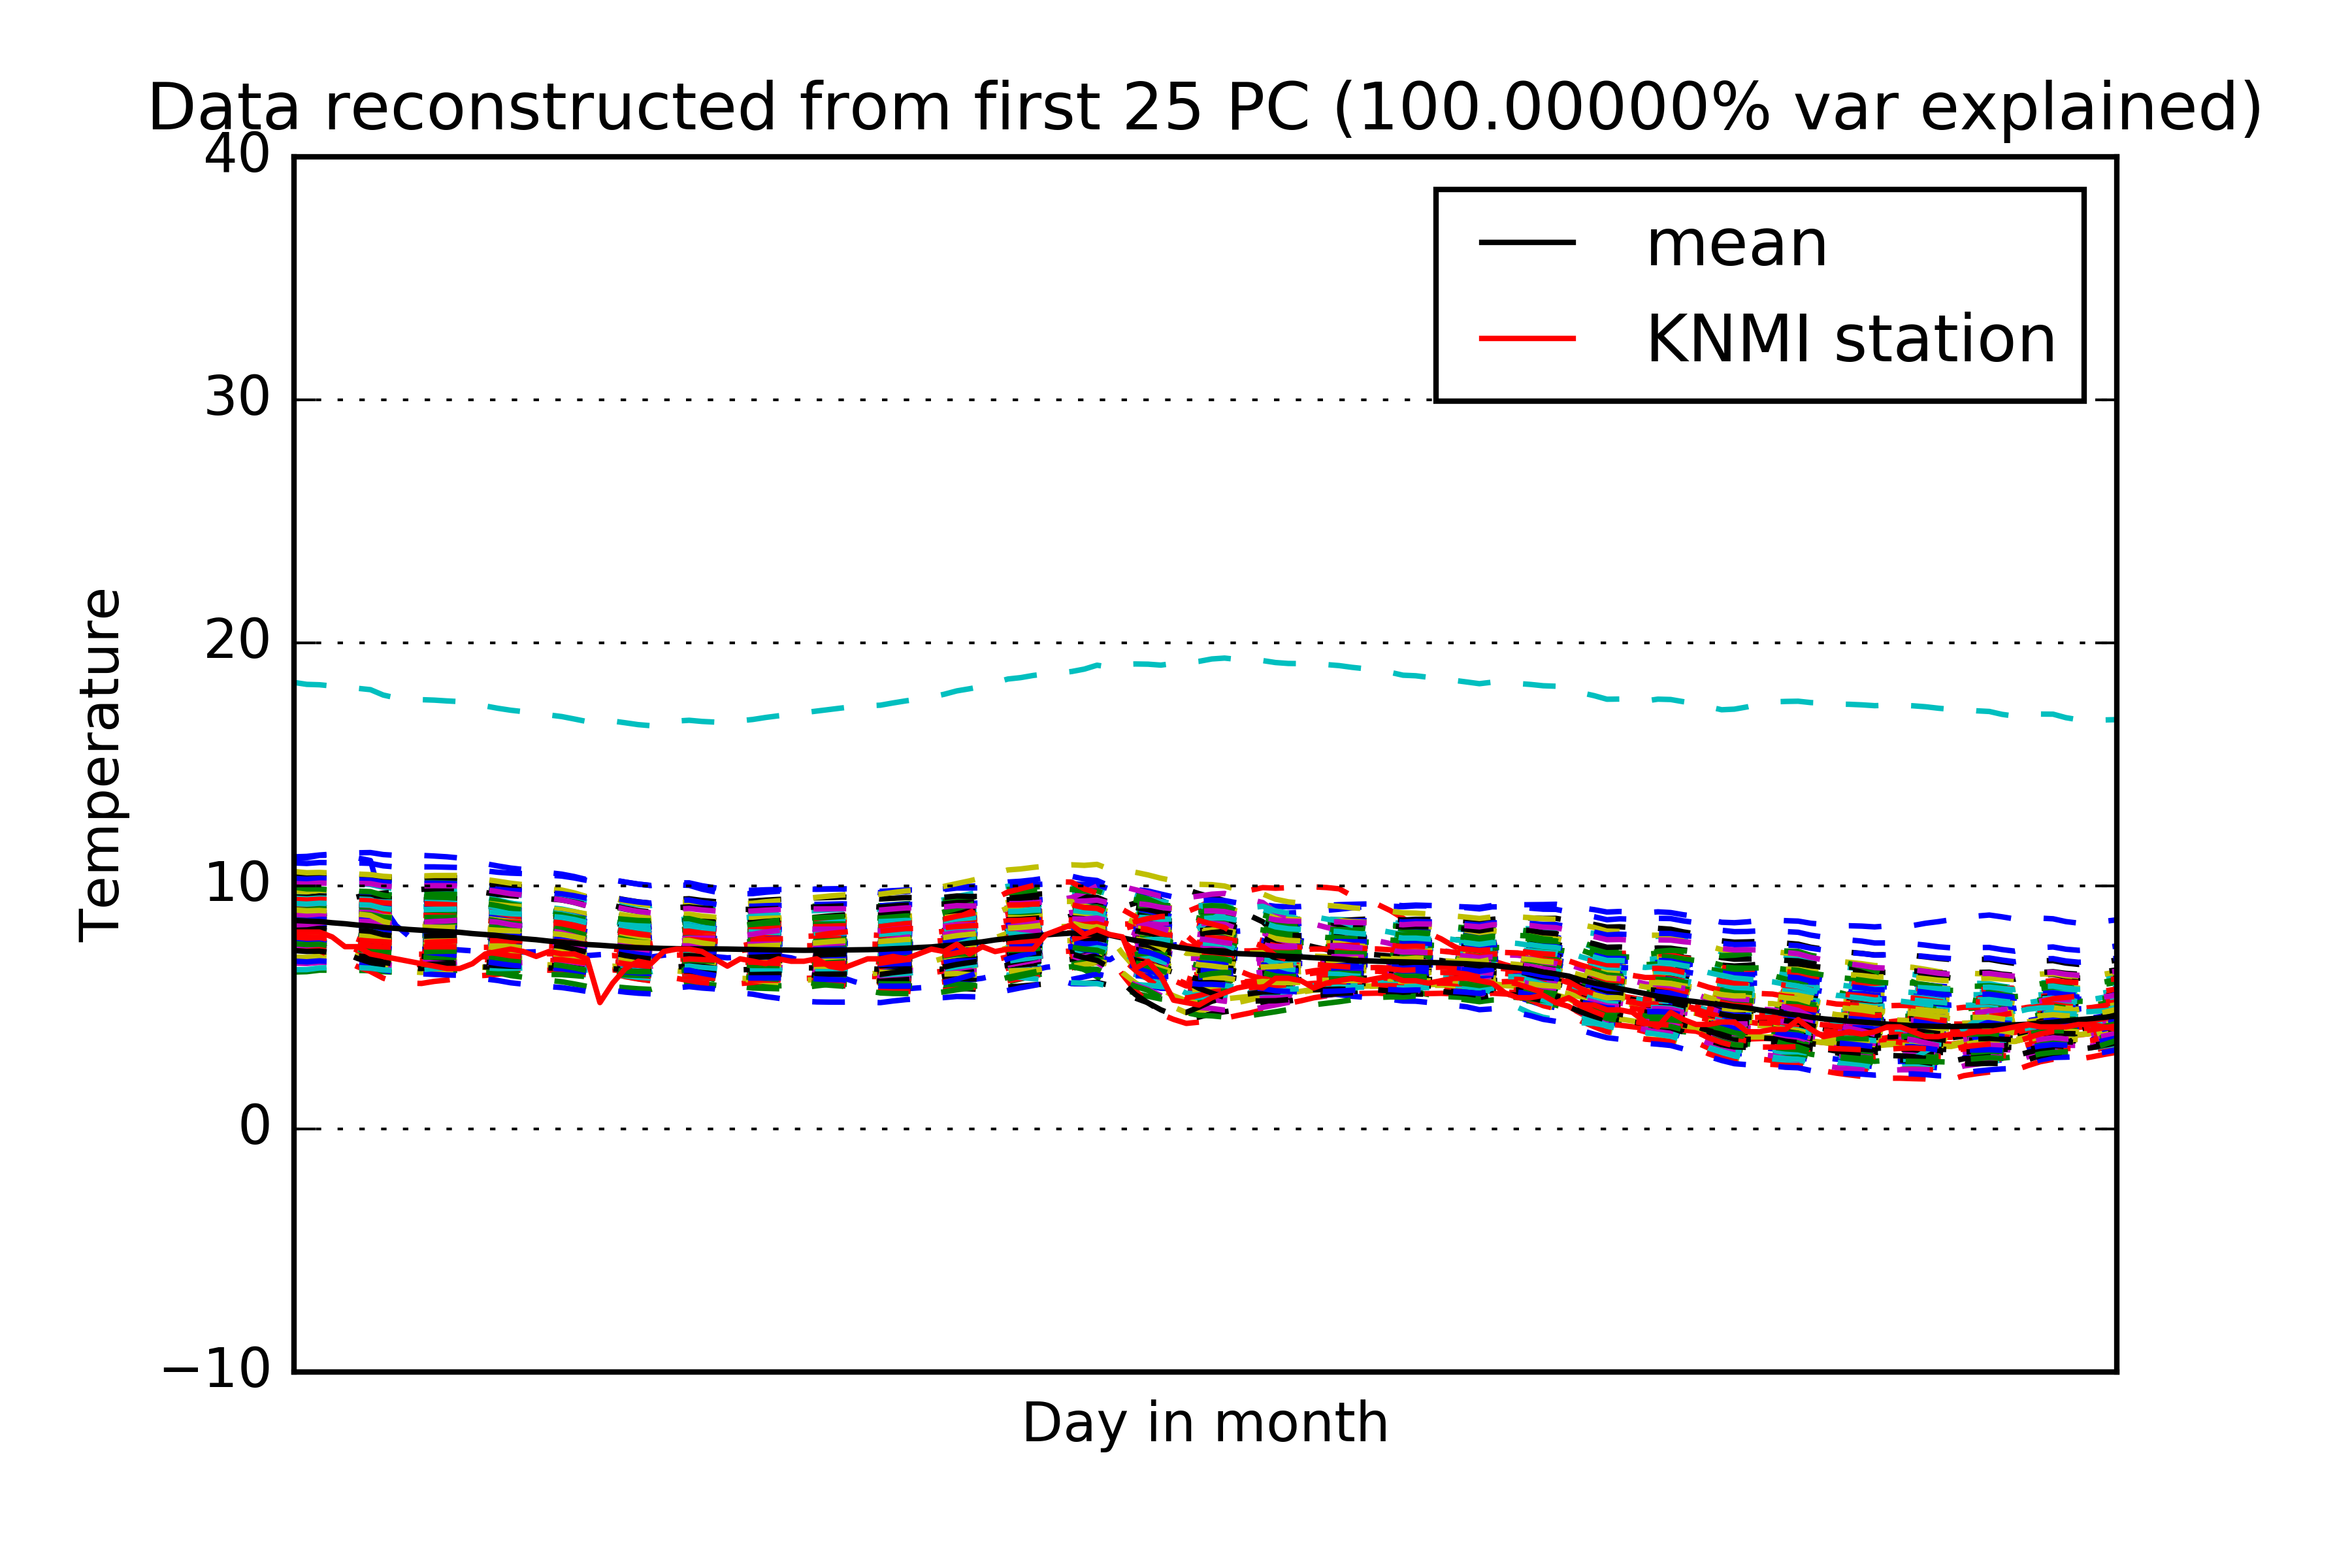 Data reconstructed from first 25 PC (100.00000% var explained)
40
mean
KNMI station
30
20
10
0
−10
Temperature
Day in month